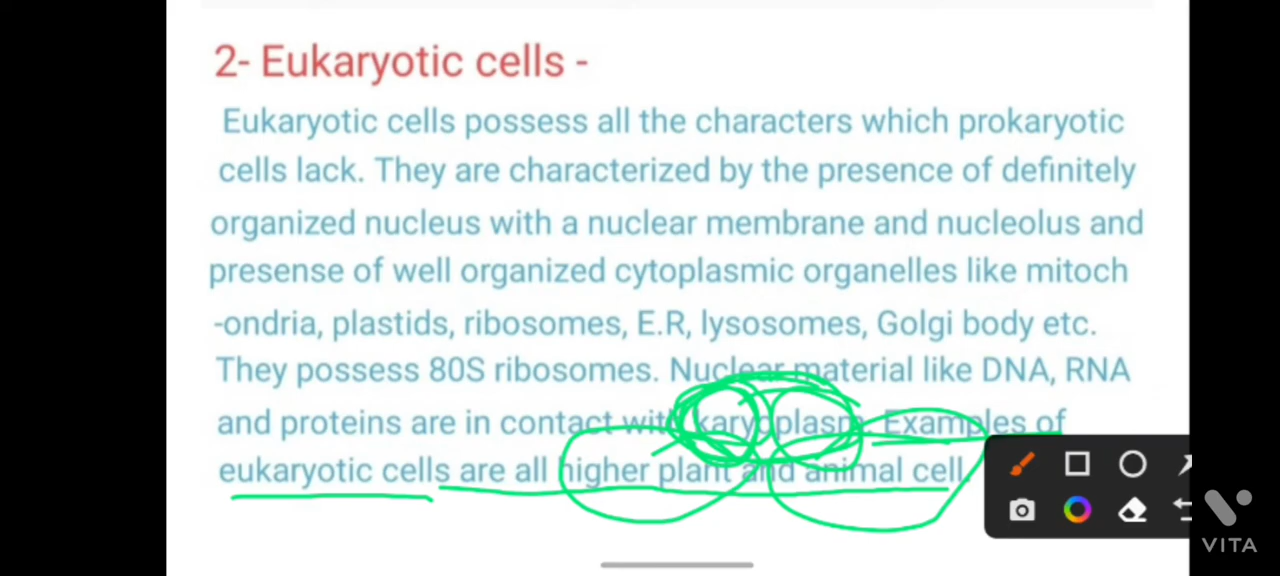 2- Eukaryotic cells -
Eukaryotic cells possess all the characters which prokaryotic
cells lack. They are characterized by the presence of definitely
organized nucleus with a nuclear membrane and nucleolus and
presense of well organized cytoplasmic organelles like mitoch
-ondria, plastids, ribosomes, E.R, lysosomes, Golgi body etc.
They possess 80S ribosomes. Nuclear material like DNA, RNA
and proteins are in contact with karyoplasm. Examples of
eukaryotic cells are all higher plant and animal cell
VITA